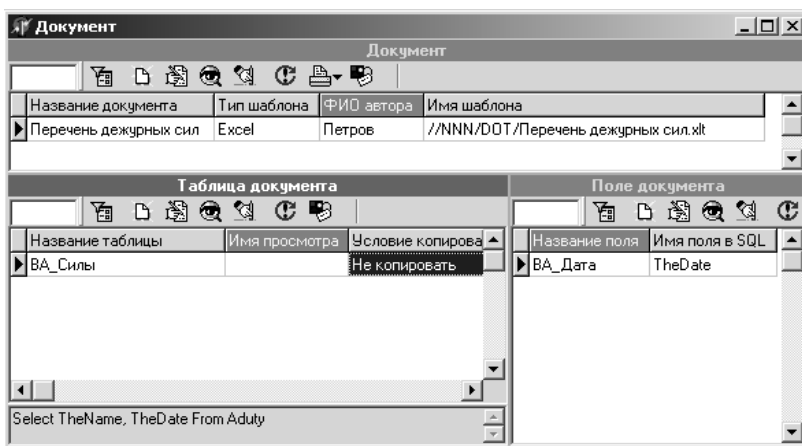 Документ
Документ
Название документа Тип шаблона ФИО автора Имя шаблона
Перечень дежурных сил Excel Петров //NNN/DOT/Перечень дежурных сил.xlt
Таблица документа
Название таблицы Имя просмотра Условие копирова
ВА_Силы Не копировать
Select TheName, TheDate From Aduty
Поле документа
Название поля Имя поля в SQL
ВА_Дата TheDate